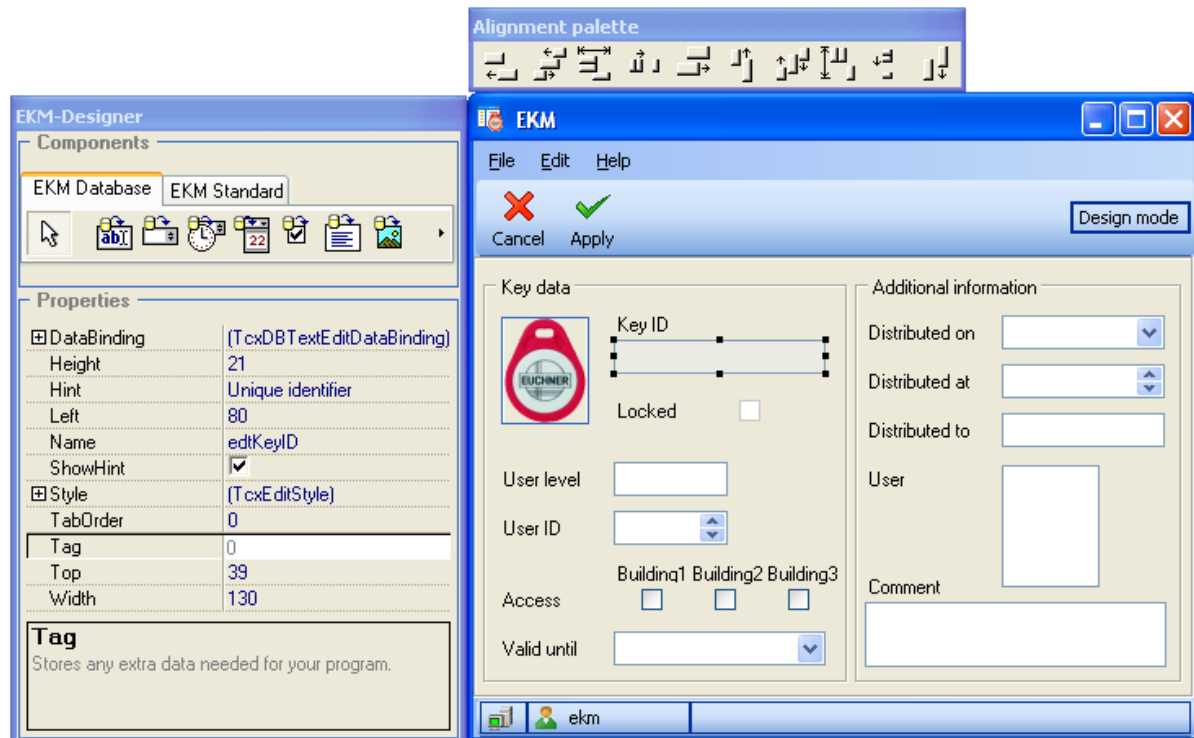 Alignment palette
EKM-Designer
Components
EKM Database EKM Standard
abI 22
Properties
DataBinding (TcxDBTextEditDataBinding)
Height 21
Hint Unique identifier
Left 80
Name edtKeyID
ShowHint
Style (TcxEditStyle)
TabOrder 0
Tag 0
Top 39
Width 130
Tag
Stores any extra data needed for your program.
EKM
File Edit Help
Cancel Apply
Design mode
Key data
EUCHNER
Key ID
Locked
User level
User ID
Building1 Building2 Building3
Access
Valid until
Additional information
Distributed on
Distributed at
Distributed to
User
Comment
ekm